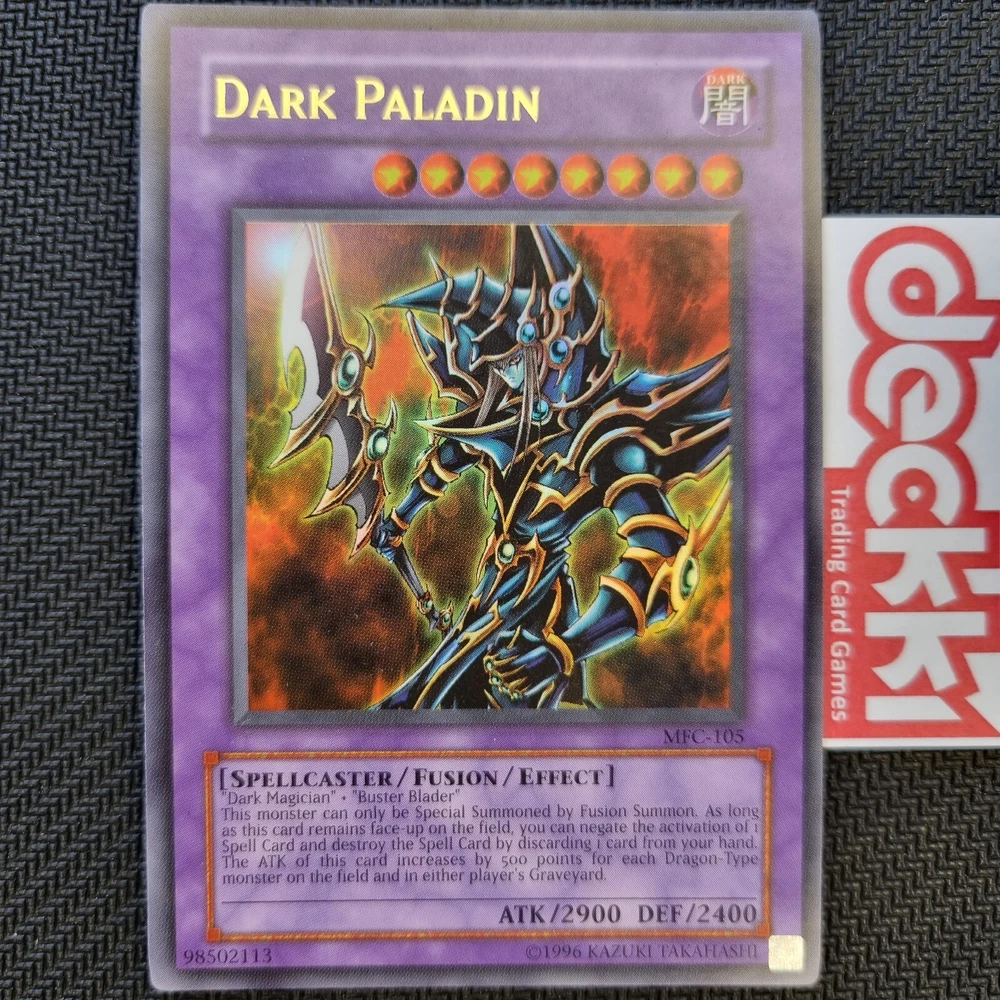 DARK PALADIN
DARK
闇
MFC-105
[SPELLCASTER/FUSION/EFFECT]
"Dark Magician" • "Buster Blader"
This monster can only be Special Summoned by Fusion Summon. As long
as this card remains face-up on the field, you can negate the activation of 1
Spell Card and destroy the Spell Card by discarding 1 card from your hand.
The ATK of this card increases by 500 points for each Dragon-Type
monster on the field and in either player's Graveyard.
ATK/2900 DEF/2400
98502113
©1996 KAZUKI TAKAHASHI
deckk1
Trading Card Games